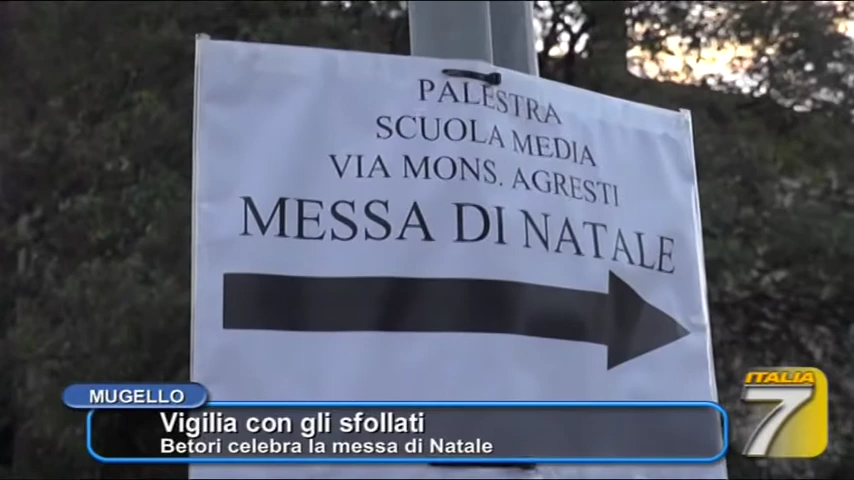 PALESTRA
SCUOLA MEDIA
VIA MONS. AGRESTI
MESSA DI NATALE
MUGELLO
Vigilia con gli sfollati
Betori celebra la messa di Natale
ITALIA
7